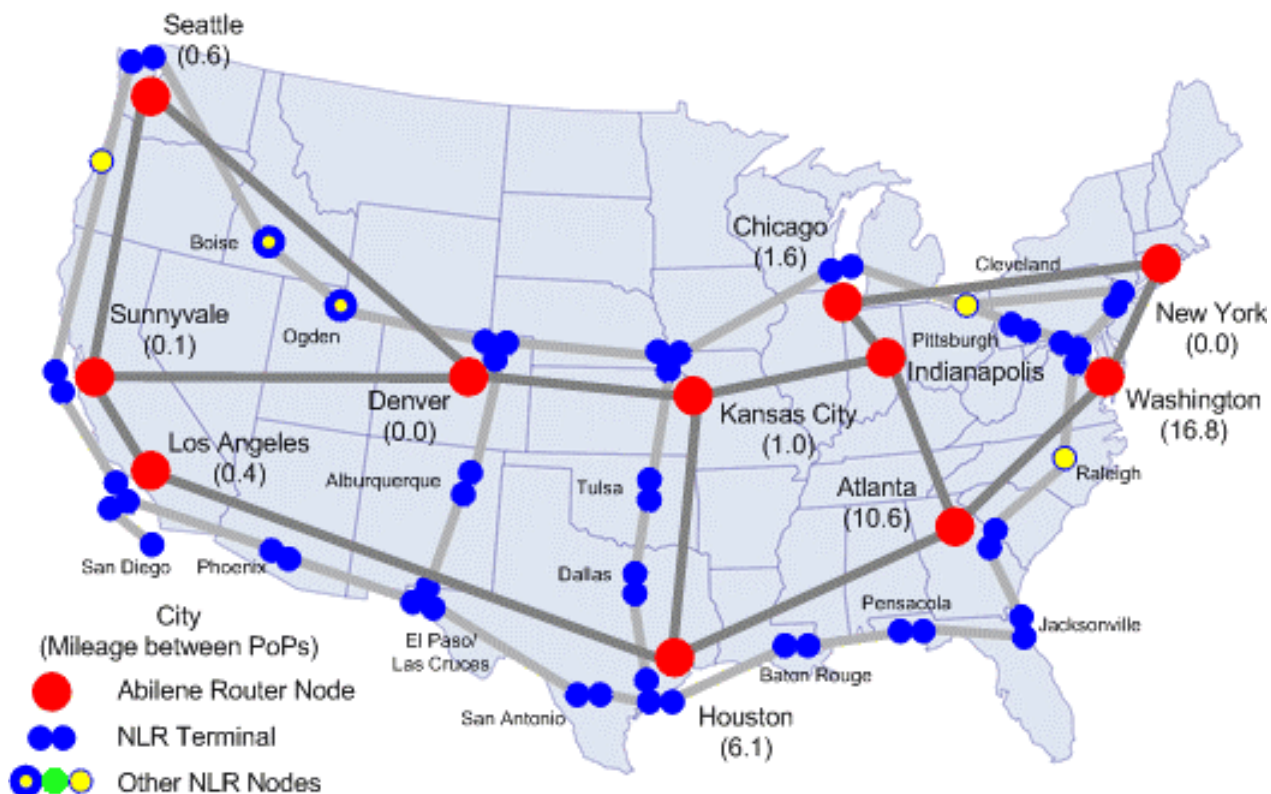 Seattle
(0.6)
Chicago
(1.6)
Boise
Cleveland
Sunnyvale
(0.1)
Ogden
New York
(0.0)
Pittsburgh
Indianapolis
Denver
(0.0)
Kansas City
(1.0)
Washington
(16.8)
Los Angeles
(0.4)
Alburquerque
Tulsa
Atlanta
(10.6)
Raleigh
San Diego
Phoenix
Dallas
Pensacola
Jacksonville
El Paso/
Las Cruces
Baton Rouge
San Antonio
Houston
(6.1)
City
(Mileage between PoPs)
Abilene Router Node
NLR Terminal
Other NLR Nodes